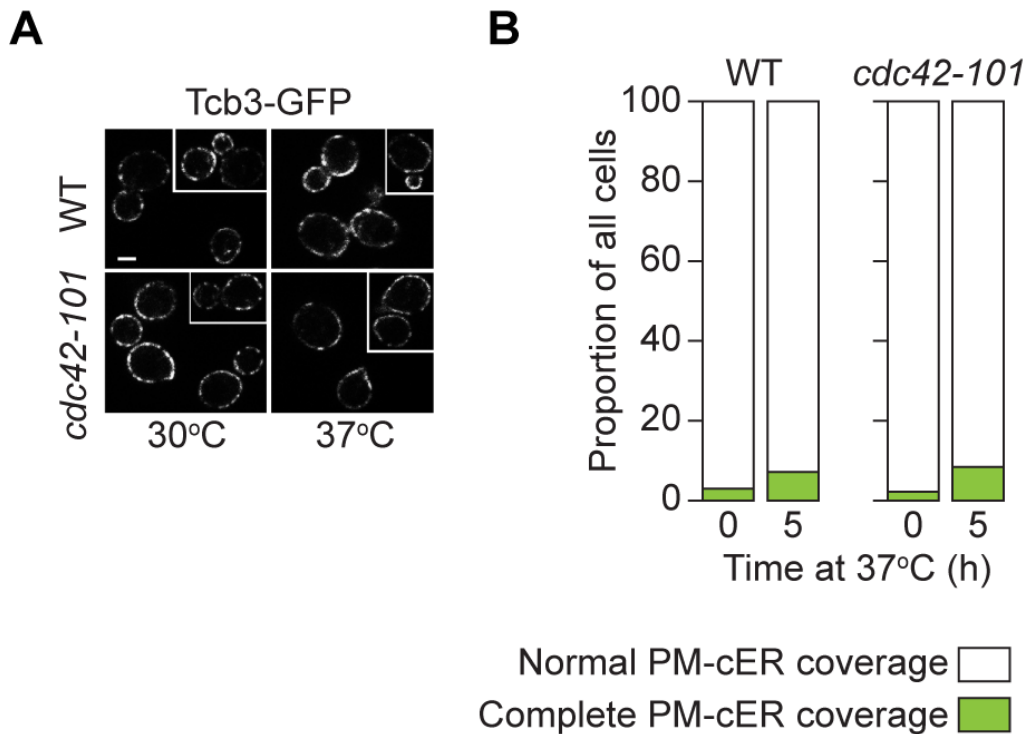 A
Tcb3-GFP
WT
cdc42-101
30°C
37°C
B
WT
cdc42-101
Proportion of all cells
100
80
60
40
20
0
0
5
0
5
Time at 37°C (h)
Normal PM-cER coverage
Complete PM-cER coverage